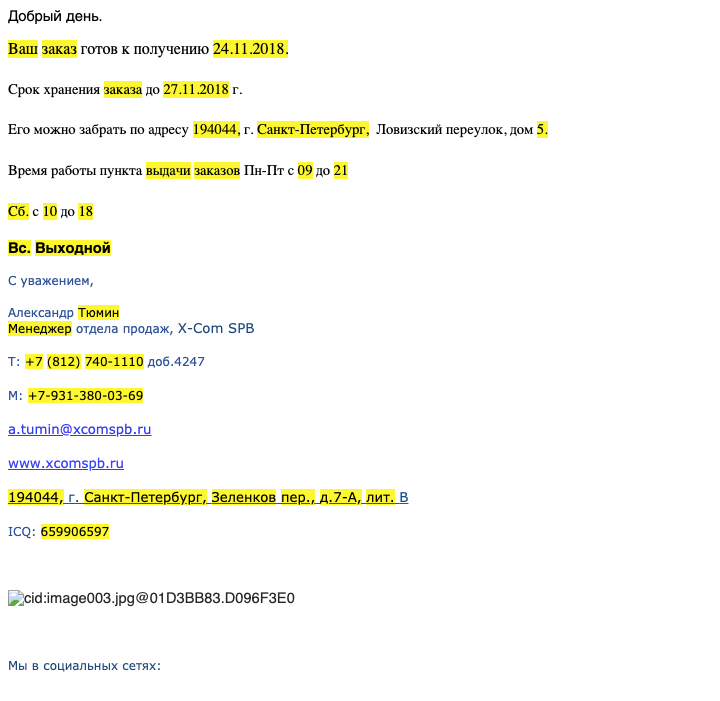 Добрый день.
Ваш заказ готов к получению 24.11.2018.
Срок хранения заказа до 27.11.2018 г.
Его можно забрать по адресу 194044, г. Санкт-Петербург, Ловизский переулок, дом 5.
Время работы пункта выдачи заказов Пн-Пт с 09 до 21
Сб. с 10 до 18
Вс. Выходной
С уважением,
Александр Тюмин
Менеджер отдела продаж, X-Com SPB
Т: +7 (812) 740-1110 доб.4247
М: +7-931-380-03-69
a.tumin@xcomspb.ru
www.xcomspb.ru
194044, г. Санкт-Петербург, Зеленков пер., д.7-А, лит. В
ICQ: 659906597
cid:image003.jpg@01D3BB83.D096F3E0
Мы в социальных сетях: